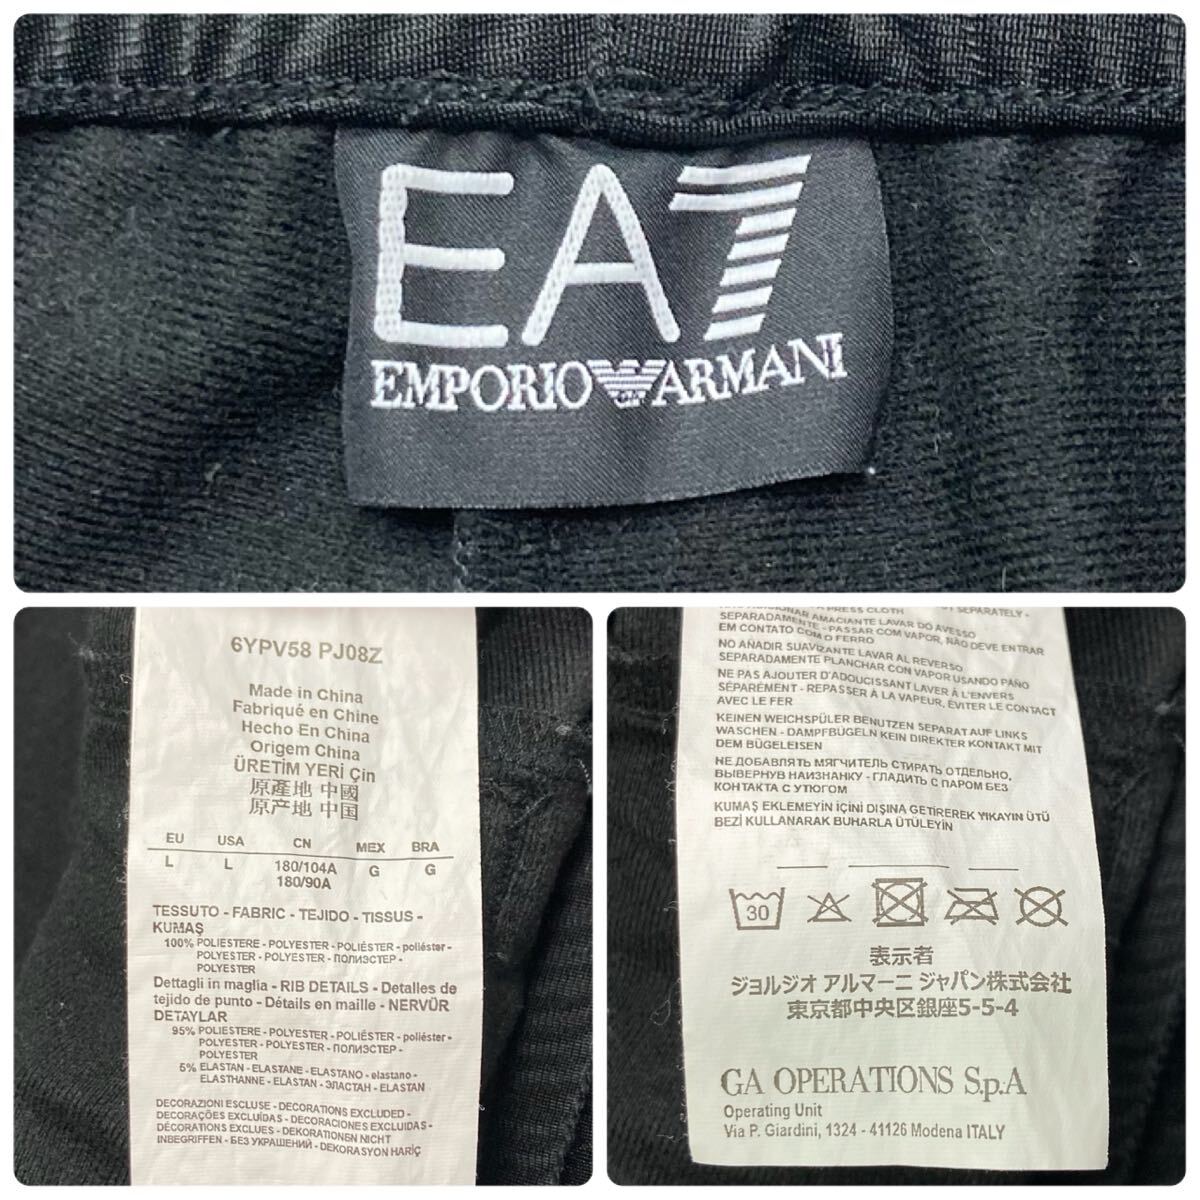 EA7
EMPORIO ARMANI
6YPV58 PJ08Z
Made in China
Fabriqué en Chine
Hecho En China
Origem China
ÜRETİM YERİ Çin
原產地 中國
原产地 中国
EU USA CN MEX BRA
L L 180/104A G G
180/90A
TESSUTO - FABRIC - TEJIDO - TISSUS -
KUMAŞ
100% POLIESTERE - POLYESTER - POLIÉSTER - poliéster -
POLYESTER - POLYESTER - ПОЛИЭСТЕР -
POLYESTER
Dettagli in maglia - RIB DETAILS - Detalles de
tejido de punto - Détails en maille - NERVÜR
DETAYLAR
95% POLIESTERE - POLYESTER - POLIÉSTER - poliéster -
POLYESTER - POLYESTER - ПОЛИЭСТЕР -
POLYESTER
5% ELASTAN - ELASTANE - ELASTANO - elastano -
ELASTHANNE - ELASTAN - ЭЛАСТАН - ELASTAN
DECORAZIONI ESCLUSE - DECORATIONS EXCLUDED -
DECORAÇÕES EXCLUÍDAS - DECORACIONES EXCLUIDAS -
DÉCORATIONS EXCLUES - DEKORATIONEN NICHT
INBEGRIFFEN - БЕЗ УКРАШЕНИЙ - DEKORASYON HARİÇ
PRESS CLOTH SEPARATELY -
ADICIONAR AMACIANTE LAVAR DO AVESSO
SEPARADAMENTE - PASSAR COM VAPOR, NÃO DEVE ENTRAR
EM CONTATO COM O FERRO
NO AÑADIR SUAVIZANTE LAVAR AL REVERSO
SEPARADAMENTE PLANCHAR CON VAPOR USANDO PAÑO
NE PAS AJOUTER D'ADOUCISSANT LAVER À L'ENVERS
SÉPARÉMENT - REPASSER À LA VAPEUR, ÉVITER LE CONTACT
AVEC LE FER
KEINEN WEICHSPÜLER BENUTZEN SEPARAT AUF LINKS
WASCHEN - DAMPFBÜGELN KEIN DIREKTER KONTAKT MIT
DEM BÜGELEISEN
НЕ ДОБАВЛЯТЬ МЯГЧИТЕЛЬ СТИРАТЬ ОТДЕЛЬНО,
ВЫВЕРНУВ НАИЗНАНКУ - ГЛАДИТЬ С ПАРОМ БЕЗ
КОНТАКТА С УТЮГОМ
KUMAŞ EKLEMEYİN İÇİNİ DIŞINA GETİREREK YIKAYIN ÜTÜ
BEZİ KULLANARAK BUHARLA ÜTÜLEYİN
30
表示者
ジョルジオ アルマーニ ジャパン株式会社
東京都中央区銀座5-5-4
GA OPERATIONS S.p.A
Operating Unit
Via P. Giardini, 1324 - 41126 Modena ITALY